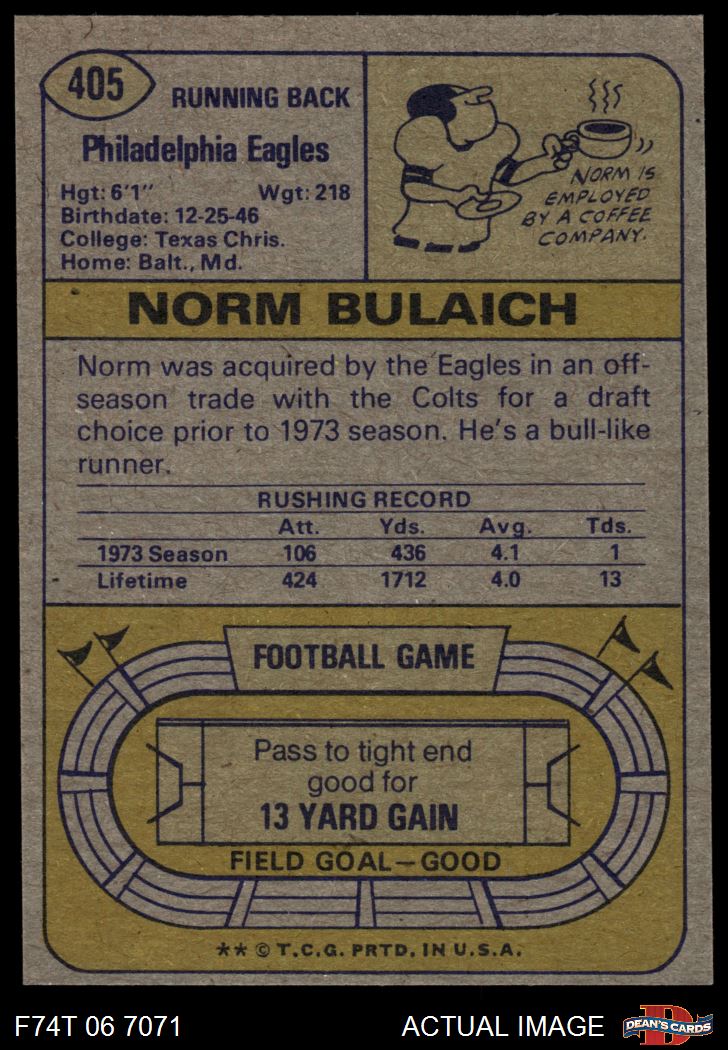 405
RUNNING BACK
Philadelphia Eagles
Hgt: 6'1" Wgt: 218
Birthdate: 12-25-46
College: Texas Chris.
Home: Balt., Md.
NORM IS
EMPLOYED
BY A COFFEE
COMPANY.
NORM BULAICH
Norm was acquired by the Eagles in an off-
season trade with the Colts for a draft
choice prior to 1973 season. He's a bull-like
runner.
RUSHING RECORD
Att. Yds. Avg. Tds.
1973 Season 106 436 4.1 1
Lifetime 424 1712 4.0 13
FOOTBALL GAME
Pass to tight end
good for
13 YARD GAIN
FIELD GOAL—GOOD
** © T.C.G. PRTD. IN U.S.A.
F74T 06 7071 ACTUAL IMAGE
D
DEAN'S CARDS